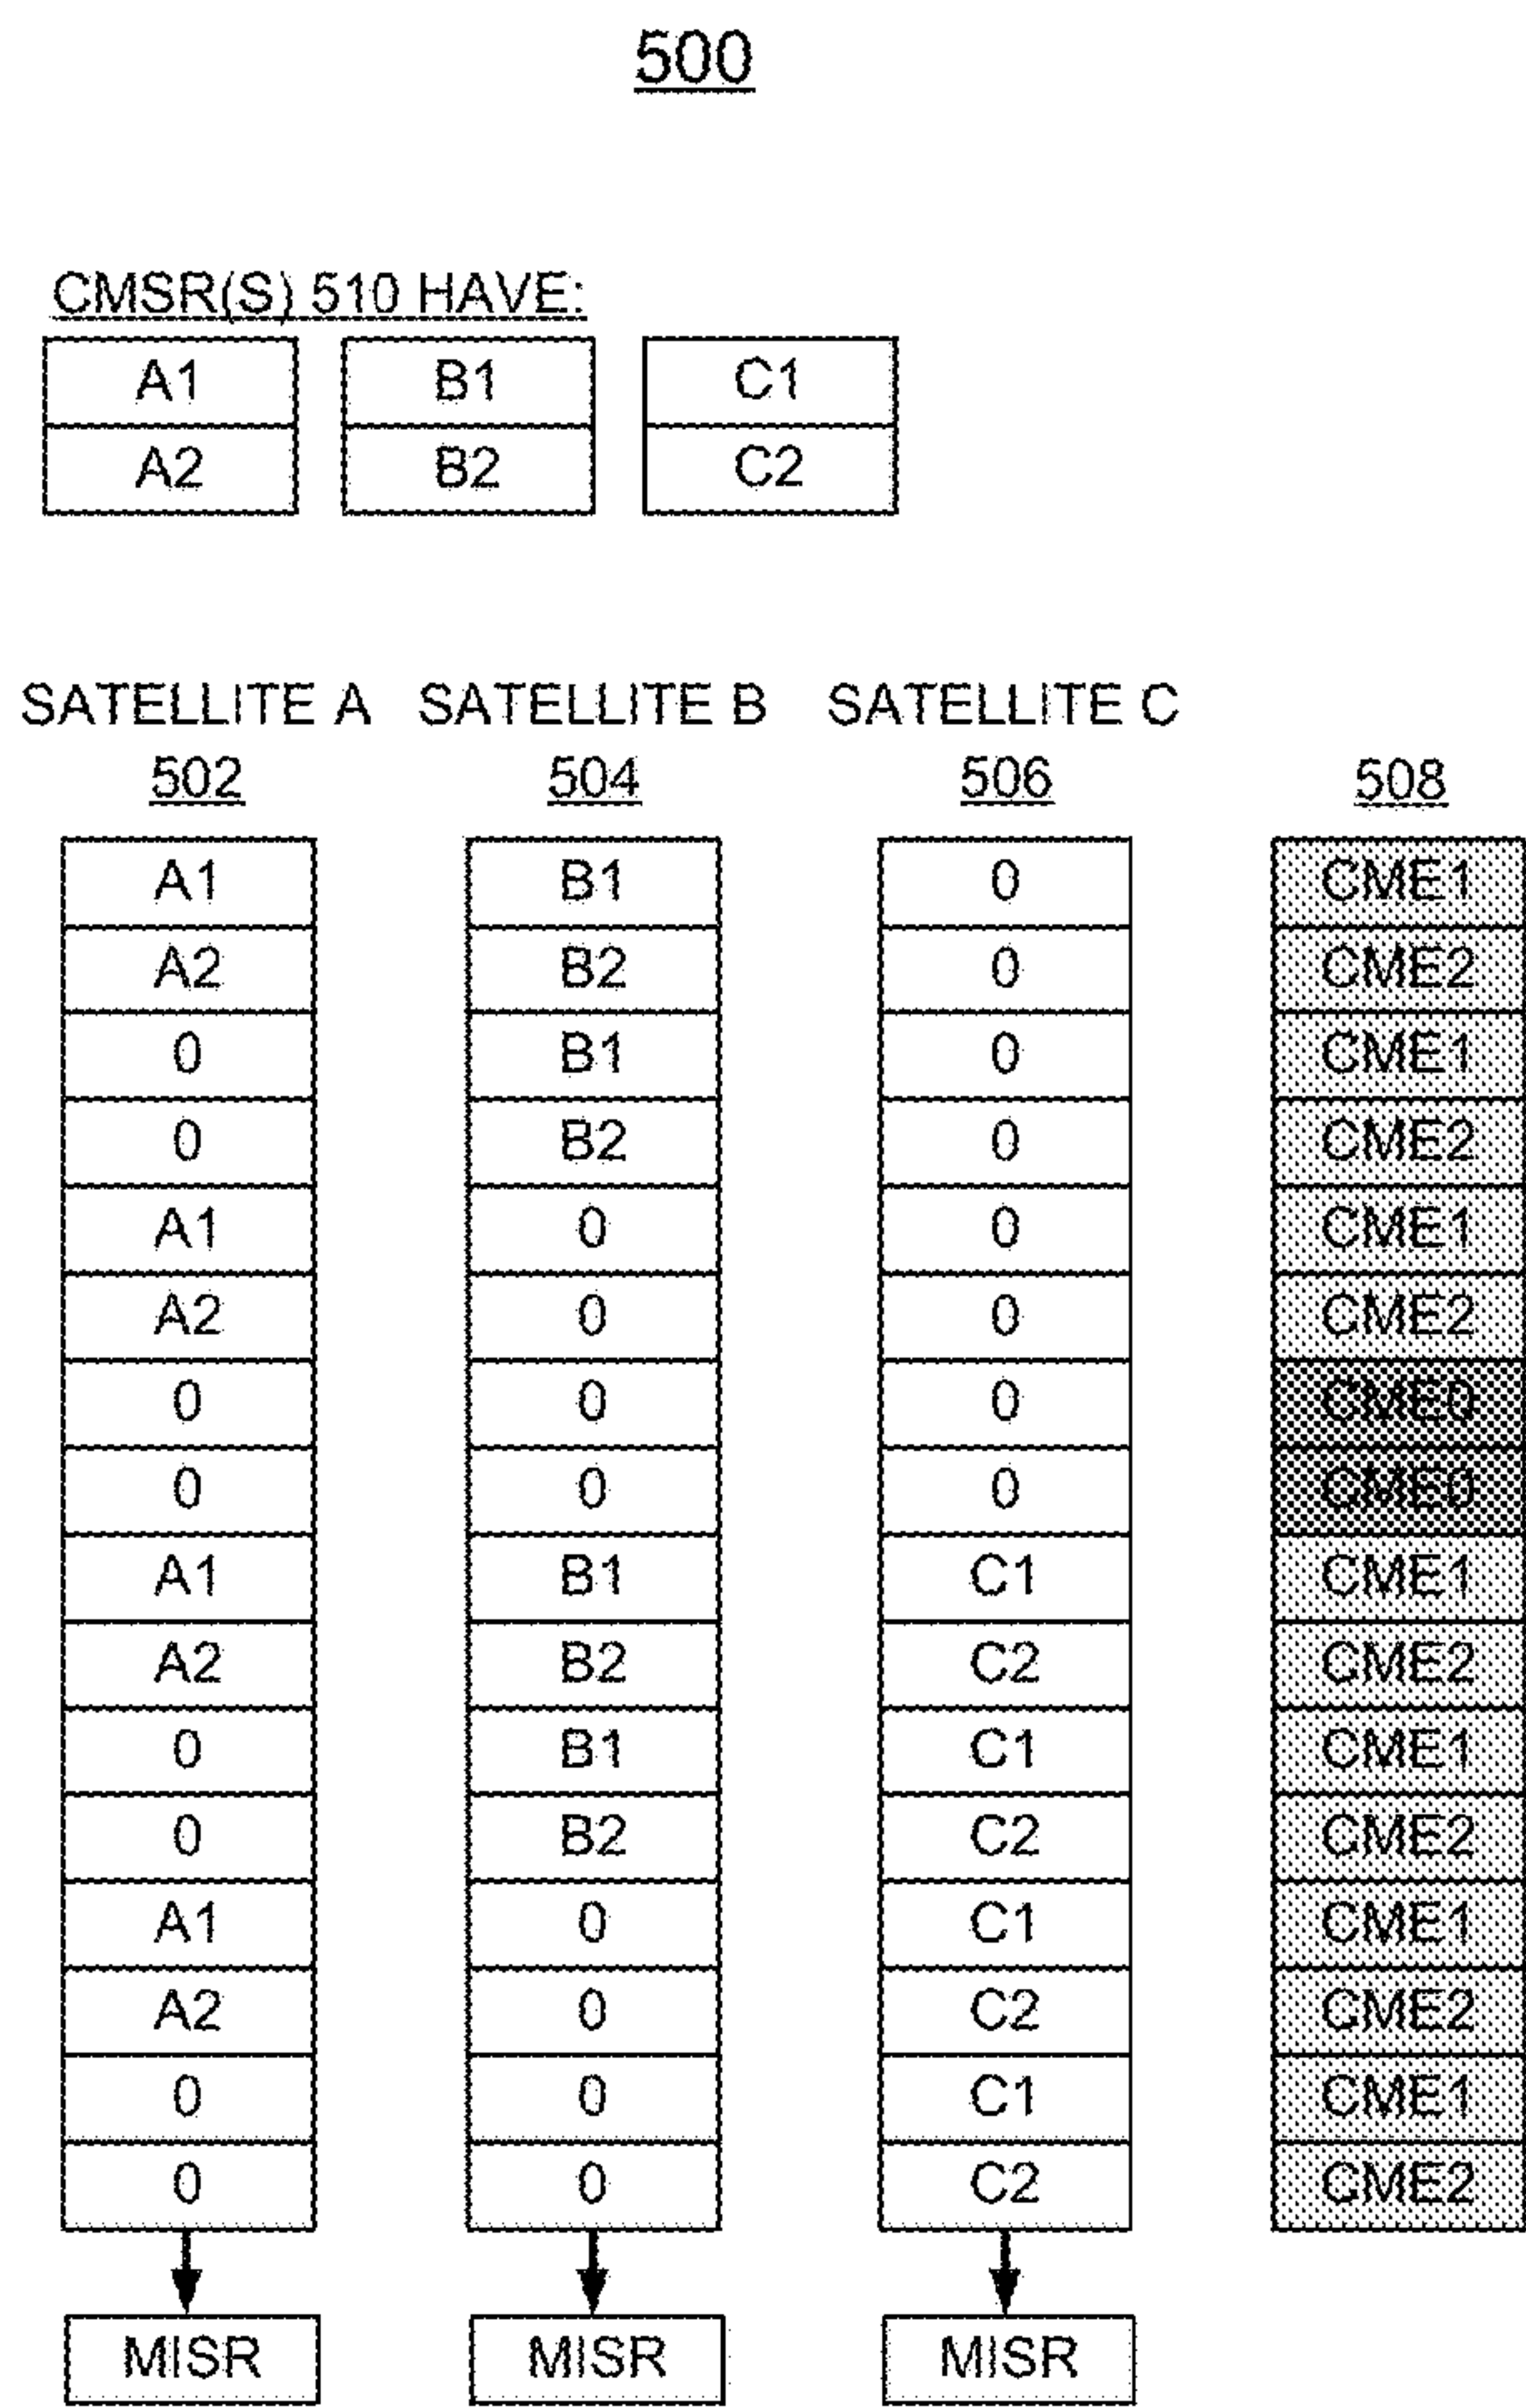 500
CMSR(S) 510 HAVE:
A1 B1 C1
A2 B2 C2
SATELLITE A SATELLITE B SATELLITE C
502 504 506 508
A1 B1 0 CME1
A2 B2 0 CME2
0 B1 0 CME1
0 B2 0 CME2
A1 0 0 CME1
A2 0 0 CME2
0 0 0 CME0
0 0 0 CME0
A1 B1 C1 CME1
A2 B2 C2 CME2
0 B1 C1 CME1
0 B2 C2 CME2
A1 0 C1 CME1
A2 0 C2 CME2
0 0 C1 CME1
0 0 C2 CME2
MISR MISR MISR